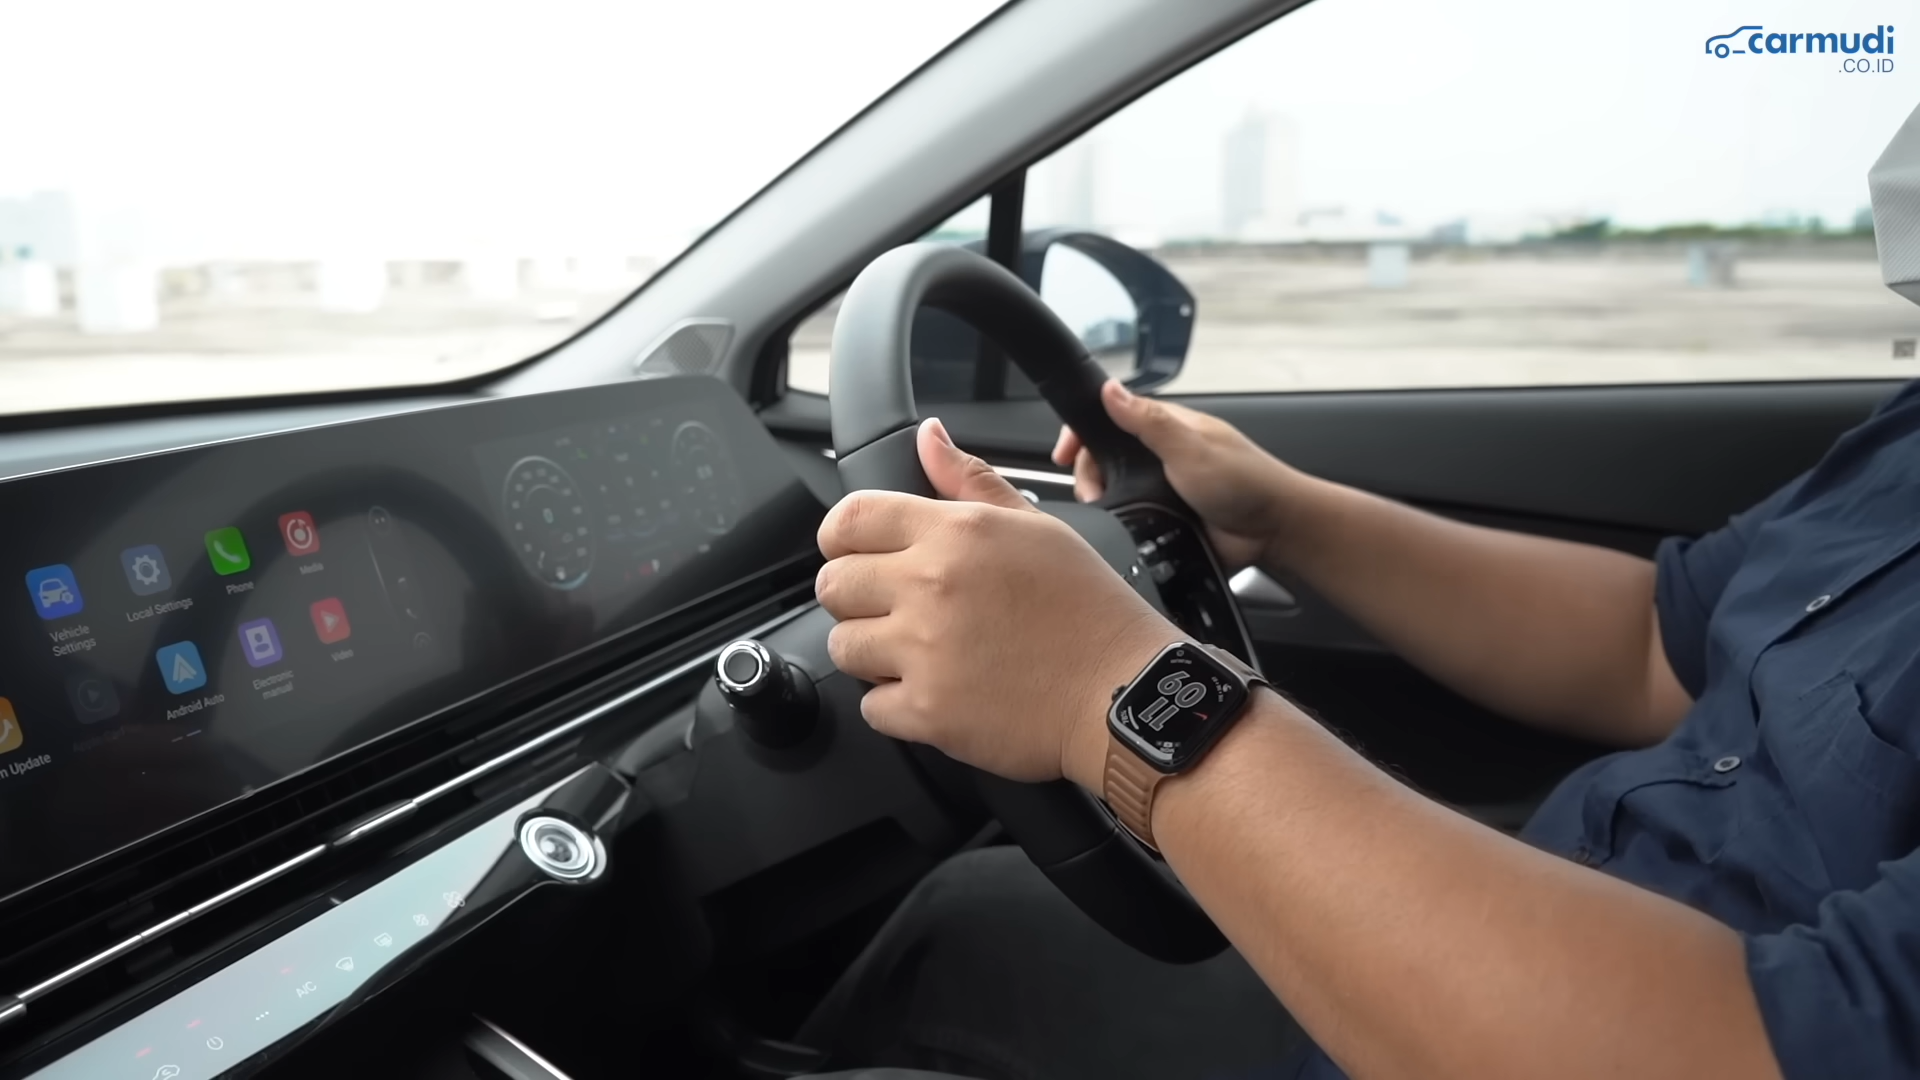 carmudi
.CO.ID
Phone
Media
Local Settings
Vehicle
Settings
Video
Electronic
manual
Android Auto
Update
A/C
11
09